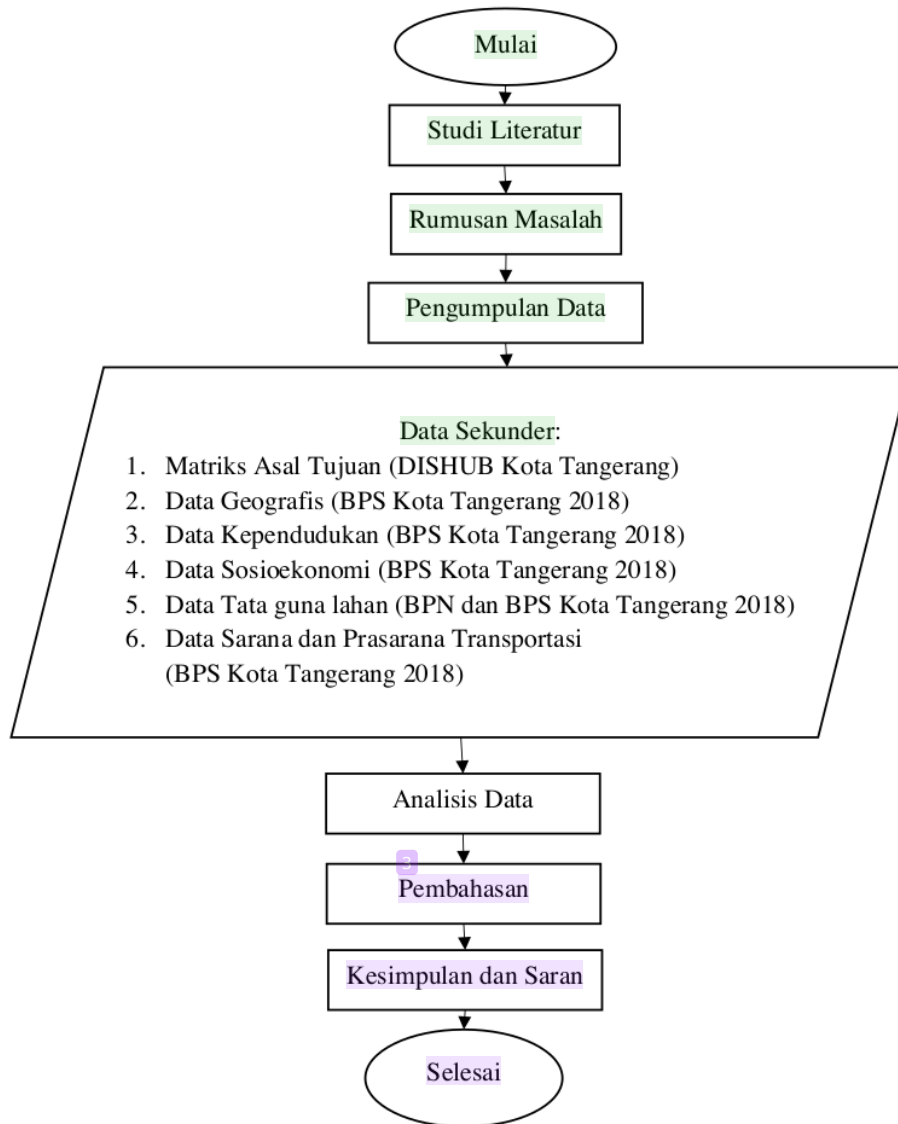 Mulai
Studi Literatur
Rumusan Masalah
Pengumpulan Data
Data Sekunder:
1. Matriks Asal Tujuan (DISHUB Kota Tangerang)
2. Data Geografis (BPS Kota Tangerang 2018)
3. Data Kependudukan (BPS Kota Tangerang 2018)
4. Data Sosioekonomi (BPS Kota Tangerang 2018)
5. Data Tata guna lahan (BPN dan BPS Kota Tangerang 2018)
6. Data Sarana dan Prasarana Transportasi
(BPS Kota Tangerang 2018)
Analisis Data
3
Pembahasan
Kesimpulan dan Saran
Selesai